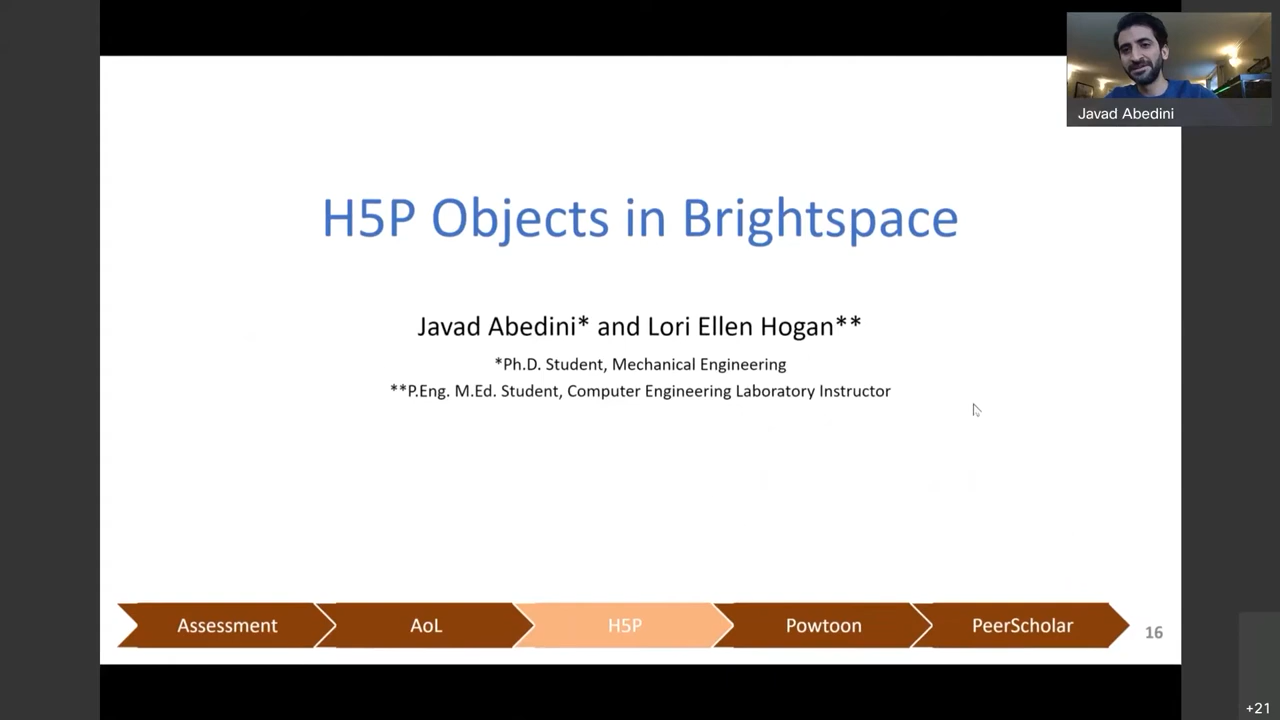 Javad Abedini
H5P Objects in Brightspace
Javad Abedini* and Lori Ellen Hogan**
*Ph.D. Student, Mechanical Engineering
**P.Eng. M.Ed. Student, Computer Engineering Laboratory Instructor
Assessment
AoL
H5P
Powtoon
PeerScholar
16
+21